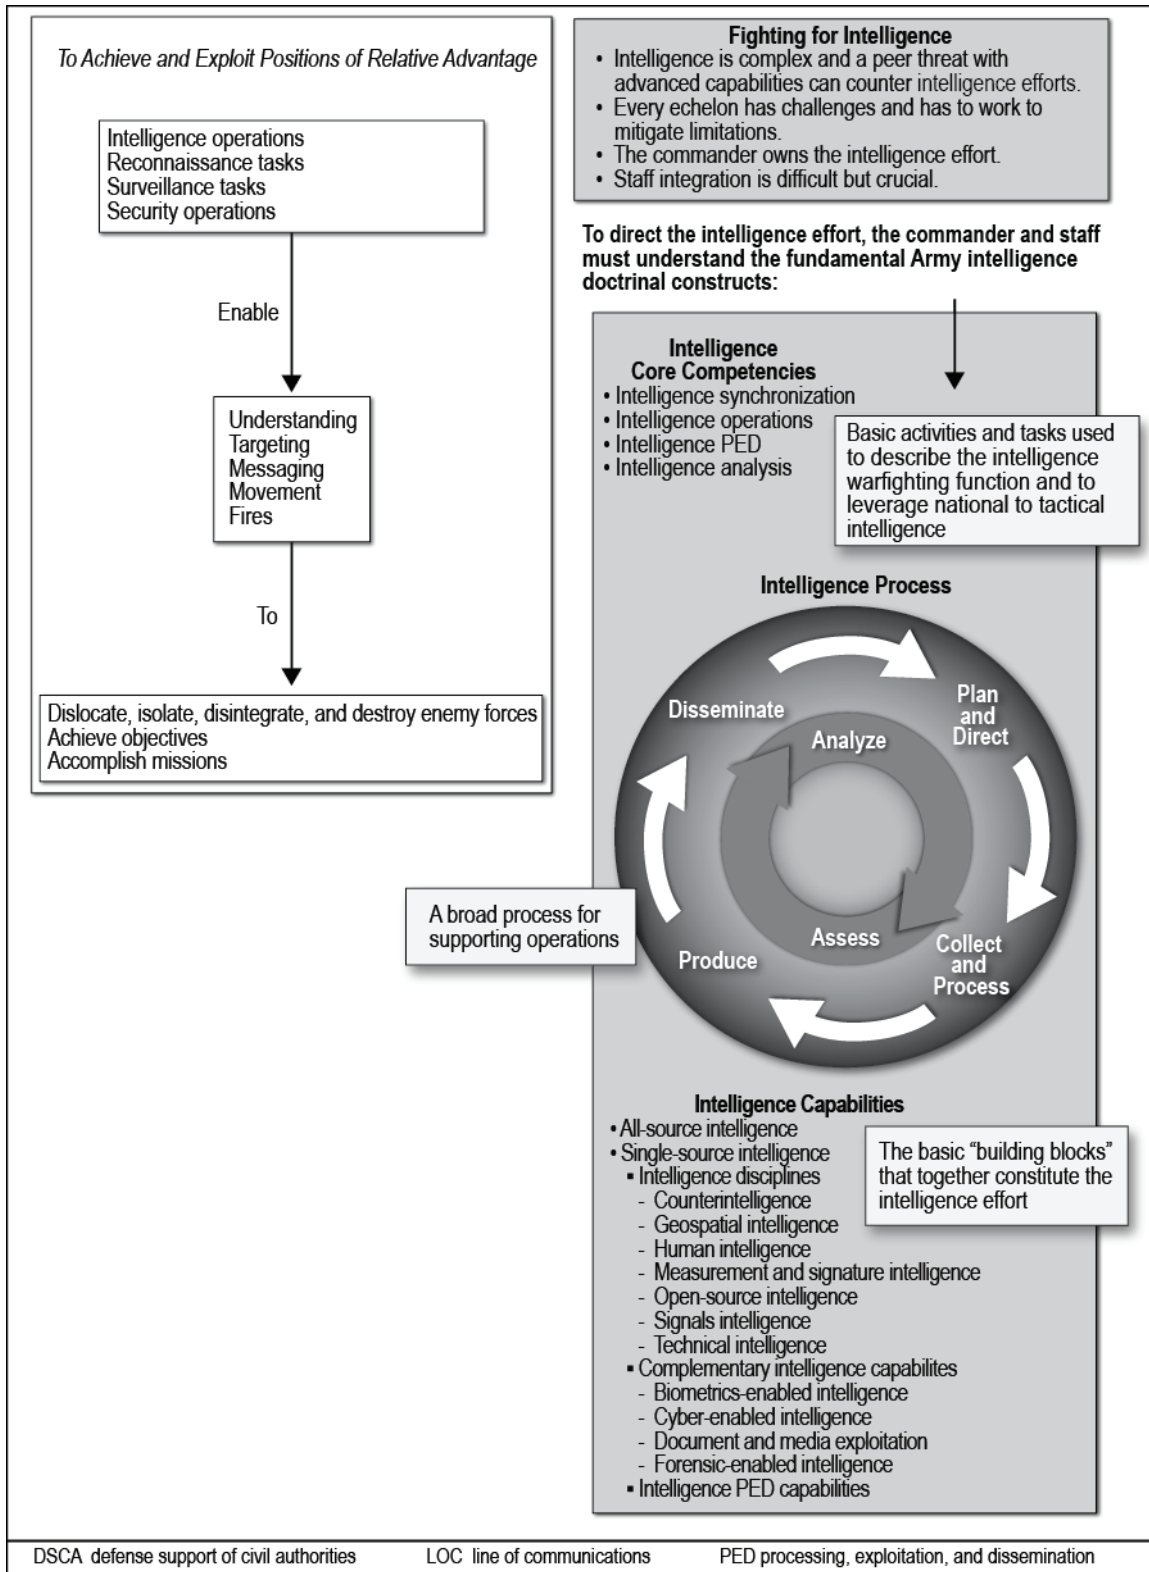 To Achieve and Exploit Positions of Relative Advantage
Intelligence operations
Reconnaissance tasks
Surveillance tasks
Security operations
Enable
Understanding
Targeting
Messaging
Movement
Fires
To
Dislocate, isolate, disintegrate, and destroy enemy forces
Achieve objectives
Accomplish missions
Fighting for Intelligence
• Intelligence is complex and a peer threat with
advanced capabilities can counter intelligence efforts.
• Every echelon has challenges and has to work to
mitigate limitations.
• The commander owns the intelligence effort.
• Staff integration is difficult but crucial.
To direct the intelligence effort, the commander and staff
must understand the fundamental Army intelligence
doctrinal constructs:
Intelligence
Core Competencies
• Intelligence synchronization
• Intelligence operations
• Intelligence PED
• Intelligence analysis
Basic activities and tasks used
to describe the intelligence
warfighting function and to
leverage national to tactical
intelligence
Intelligence Process
Disseminate
Plan
and
Direct
Analyze
Assess
Collect
and
Process
Produce
A broad process for
supporting operations
Intelligence Capabilities
• All-source intelligence
• Single-source intelligence
▪ Intelligence disciplines
- Counterintelligence
- Geospatial intelligence
- Human intelligence
- Measurement and signature intelligence
- Open-source intelligence
- Signals intelligence
- Technical intelligence
▪ Complementary intelligence capabilites
- Biometrics-enabled intelligence
- Cyber-enabled intelligence
- Document and media exploitation
- Forensic-enabled intelligence
▪ Intelligence PED capabilities
The basic “building blocks”
that together constitute the
intelligence effort
DSCA defense support of civil authorities LOC line of communications PED processing, exploitation, and dissemination